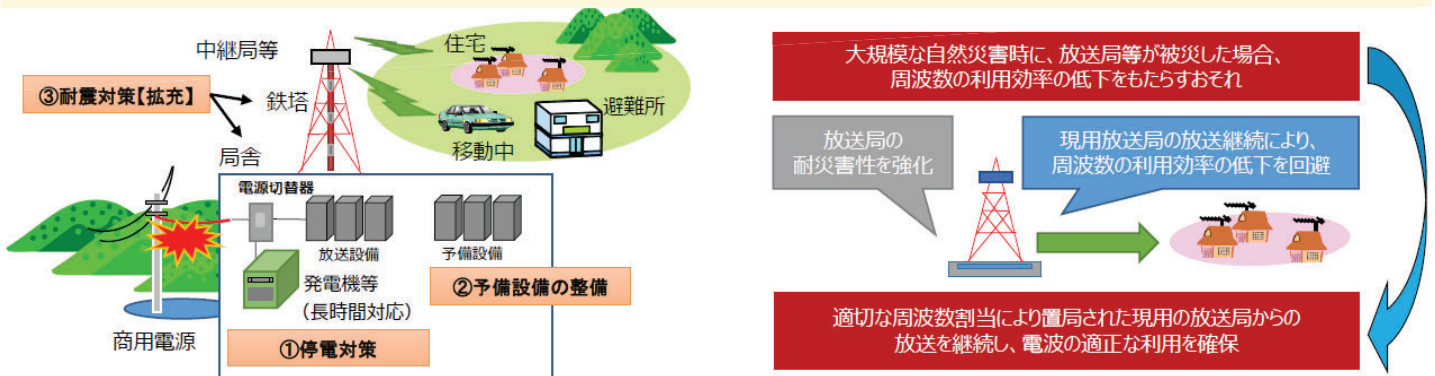 中継局等
住宅
③耐震対策【拡充】
鉄塔
避難所
移動中
局舎
電源切替器
放送設備
予備設備
発電機等
（長時間対応）
②予備設備の整備
商用電源
①停電対策
大規模な自然災害時に、放送局等が被災した場合、
周波数の利用効率の低下をもたらすおそれ
放送局の
耐災害性を強化
現用放送局の放送継続により、
周波数の利用効率の低下を回避
適切な周波数割当により置局された現用の放送局からの
放送を継続し、電波の適正な利用を確保